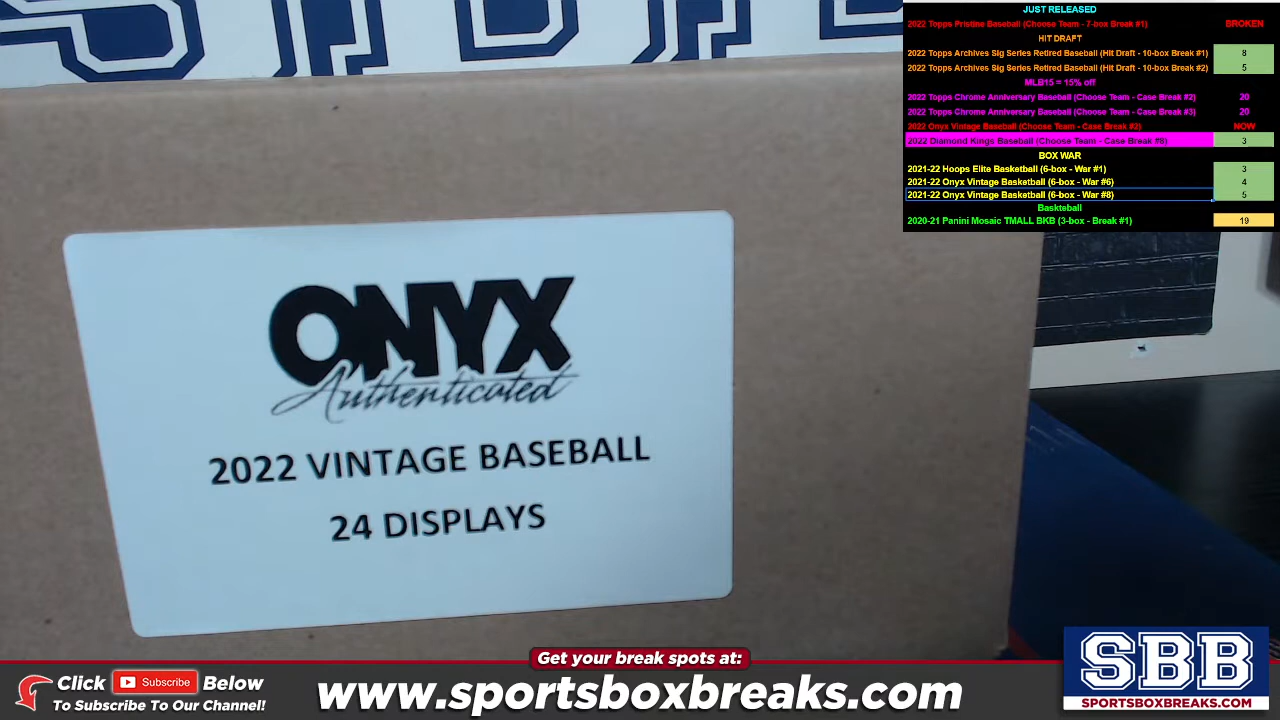 JUST RELEASED
2022 Topps Pristine Baseball (Choose Team - 7-box Break #1) BROKEN
HIT DRAFT
2022 Topps Archives Sig Series Retired Baseball (Hit Draft - 10-box Break #1) 8
2022 Topps Archives Sig Series Retired Baseball (Hit Draft - 10-box Break #2) 5
MLB15 = 15% off
2022 Topps Chrome Anniversary Baseball (Choose Team - Case Break #2) 20
2022 Topps Chrome Anniversary Baseball (Choose Team - Case Break #3) 20
2022 Onyx Vintage Baseball (Choose Team - Case Break #2) NOW
2022 Diamond Kings Baseball (Choose Team - Case Break #8) 3
BOX WAR
2021-22 Hoops Elite Basketball (6-box - War #1) 3
2021-22 Onyx Vintage Basketball (6-box - War #6) 4
2021-22 Onyx Vintage Basketball (6-box - War #8) 5
Baskteball
2020-21 Panini Mosaic TMALL BKB (3-box - Break #1) 19
ONYX
Authenticated
2022 VINTAGE BASEBALL
24 DISPLAYS
Get your break spots at:
Click Subscribe Below
To Subscribe To Our Channel!
www.sportsboxbreaks.com
SBB
SPORTSBOXBREAKS.COM